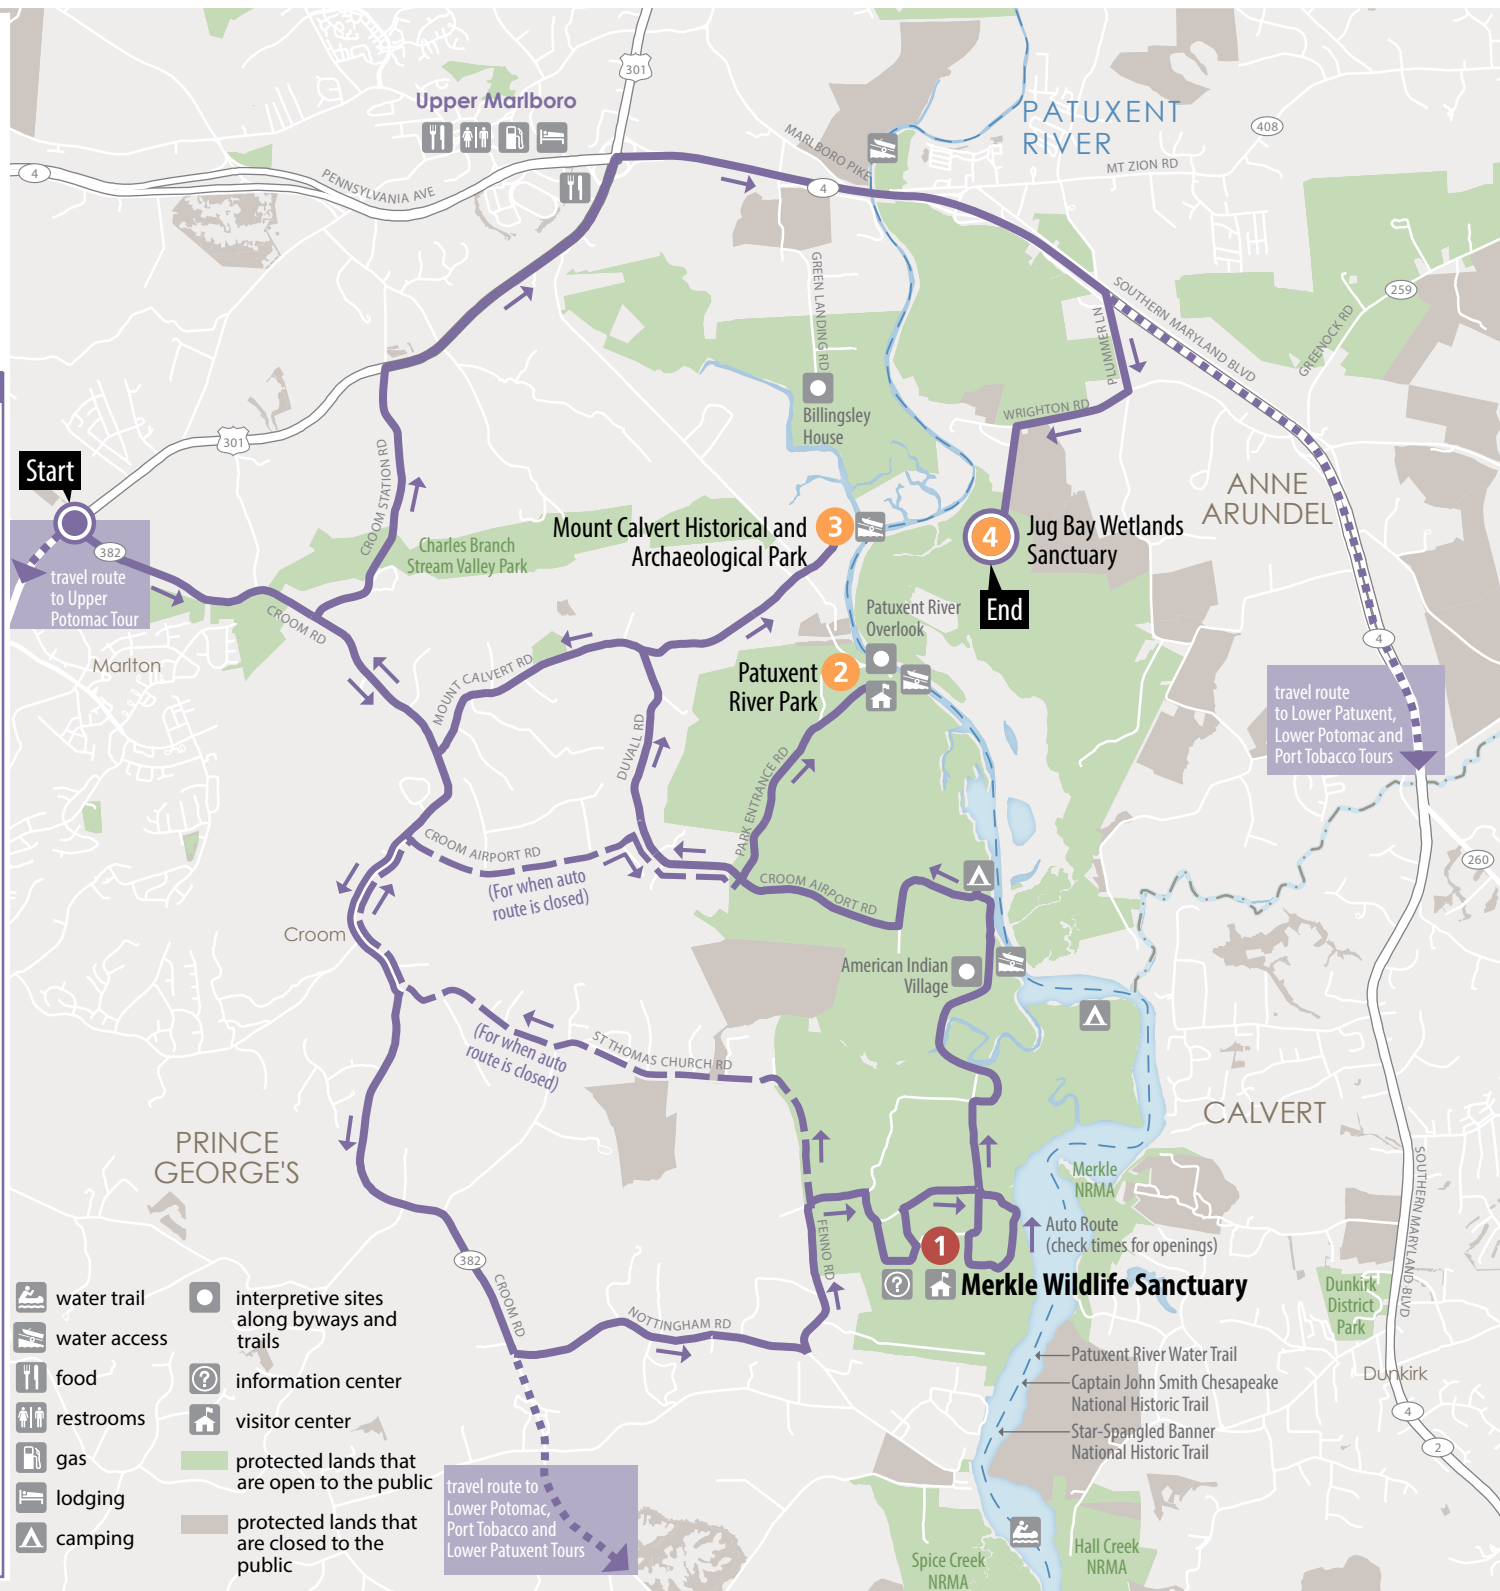 301
Upper Marlboro
PATUXENT
RIVER
408
MARLBORO PIKE
MT ZION RD
4
PENNSYLVANIA AVE
4
GREEN LANDING RD
SOUTHERN MARYLAND BLVD
259
GREENOCK RD
PLUMMER LN
Billingsley
House
WRIGHTON RD
301
Start
CROOM STATION RD
ANNE
ARUNDEL
382
Mount Calvert Historical and
Archaeological Park
3
4
Jug Bay Wetlands
Sanctuary
End
Charles Branch
Stream Valley Park
travel route
to Upper
Potomac Tour
CROOM RD
Patuxent River
Overlook
4
Marlton
MOUNT CALVERT RD
Patuxent
River Park
2
travel route
to Lower Patuxent,
Lower Potomac and
Port Tobacco Tours
DUVALL RD
PARK ENTRANCE RD
CROOM AIRPORT RD
(For when auto
route is closed)
CROOM AIRPORT RD
260
Croom
American Indian
Village
(For when auto
route is closed)
ST THOMAS CHURCH RD
CALVERT
PRINCE
GEORGE'S
Merkle
NRMA
SOUTHERN MARYLAND BLVD
Auto Route
(check times for openings)
FENNO RD
1
Merkle Wildlife Sanctuary
382
CROOM RD
NOTTINGHAM RD
Dunkirk
District
Park
Patuxent River Water Trail
Captain John Smith Chesapeake
National Historic Trail
Star-Spangled Banner
National Historic Trail
Dunkirk
4
2
water trail
water access
food
restrooms
gas
lodging
camping
interpretive sites
along byways and
trails
information center
visitor center
protected lands that
are open to the public
protected lands that
are closed to the
public
travel route to
Lower Potomac,
Port Tobacco and
Lower Patuxent Tours
Spice Creek
NRMA
Hall Creek
NRMA